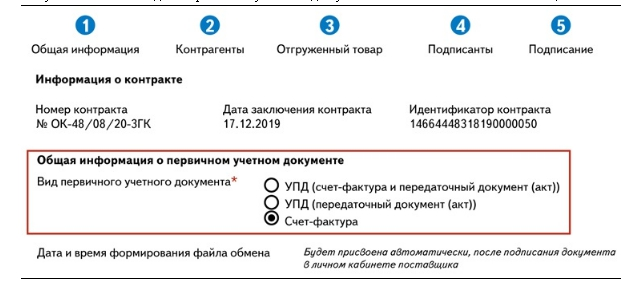 1 2 3 4 5
Общая информация Контрагенты Отгруженный товар Подписанты Подписание
Информация о контракте
Номер контракта Дата заключения контракта Идентификатор контракта
№ ОК-48/08/20-ЗГК 17.12.2019 14664448318190000050
Общая информация о первичном учетном документе
Вид первичного учетного документа* УПД (счет-фактура и передаточный документ (акт))
УПД (передаточный документ (акт))
Счет-фактура
Дата и время формирования файла обмена Будет присвоена автоматически, после подписания документа
в личном кабинете поставщика